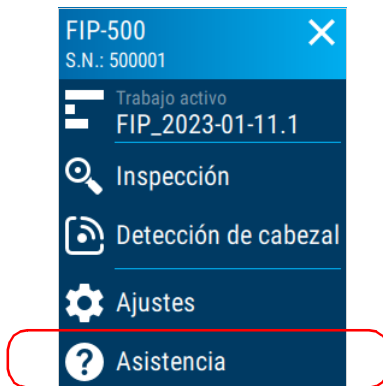 FIP-500
S.N.: 500001
Trabajo activo
FIP_2023-01-11.1
Inspección
Detección de cabezal
Ajustes
Asistencia